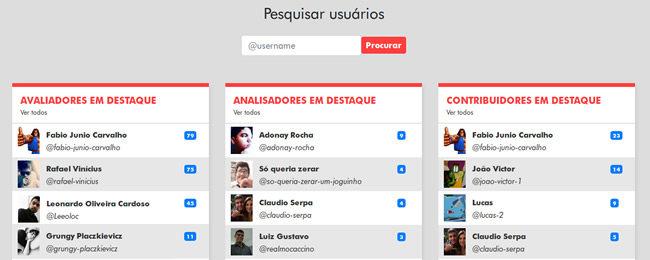 Pesquisar usuários
@username
Procurar
AVALIADORES EM DESTAQUE
Ver todos
Fabio Junio Carvalho 79
@fabio-junio-carvalho
Rafael Vinícius 75
@rafael-vinicius
Leonardo Oliveira Cardoso 45
@Leeoloc
Grungy Placzkievicz 11
@grungy-placzkievicz
ANALISADORES EM DESTAQUE
Ver todos
Adonay Rocha 9
@adonay-rocha
Só queria zerar 4
@so-queria-zerar-um-joguinho
Claudio Serpa 4
@claudio-serpa
Luiz Gustavo 3
@realmocaccino
CONTRIBUIDORES EM DESTAQUE
Ver todos
Fabio Junio Carvalho 23
@fabio-junio-carvalho
João Victor 14
@joao-victor-1
Lucas 9
@lucas-2
Claudio Serpa 5
@claudio-serpa